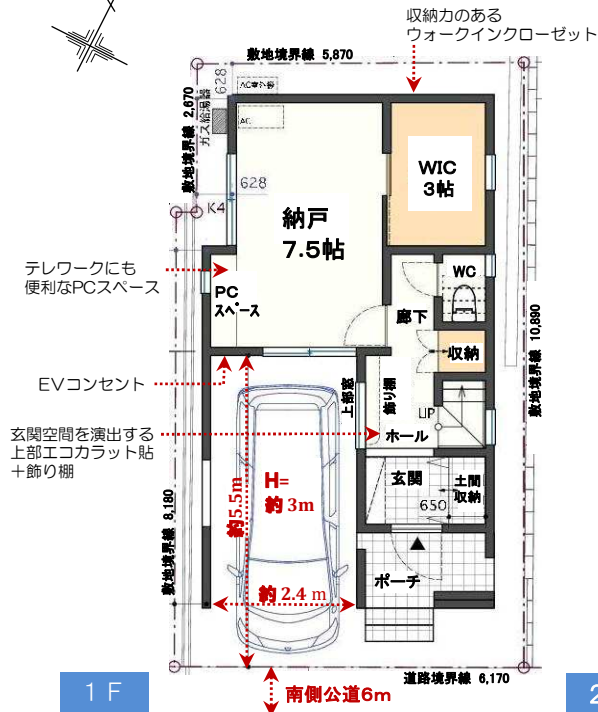 収納力のある
ウォークインクローゼット
敷地境界線 5,870
628
AC室外機
ガス給湯器
敷地境界線 2,670
AC
WIC
3帖
628
K4
納戸
7.5帖
テレワークにも
便利なPCスペース
PC
スペース
WC
廊下
収納
敷地境界線 10,890
EVコンセント
上部窓
飾り棚
UP
ホール
玄関空間を演出する
上部エコカラット貼
+飾り棚
H=
約3m
約5.5m
玄関
土間
収納
650
敷地境界線 8,180
約2.4 m
ポーチ
道路境界線 6,170
1F
南側公道6m
2